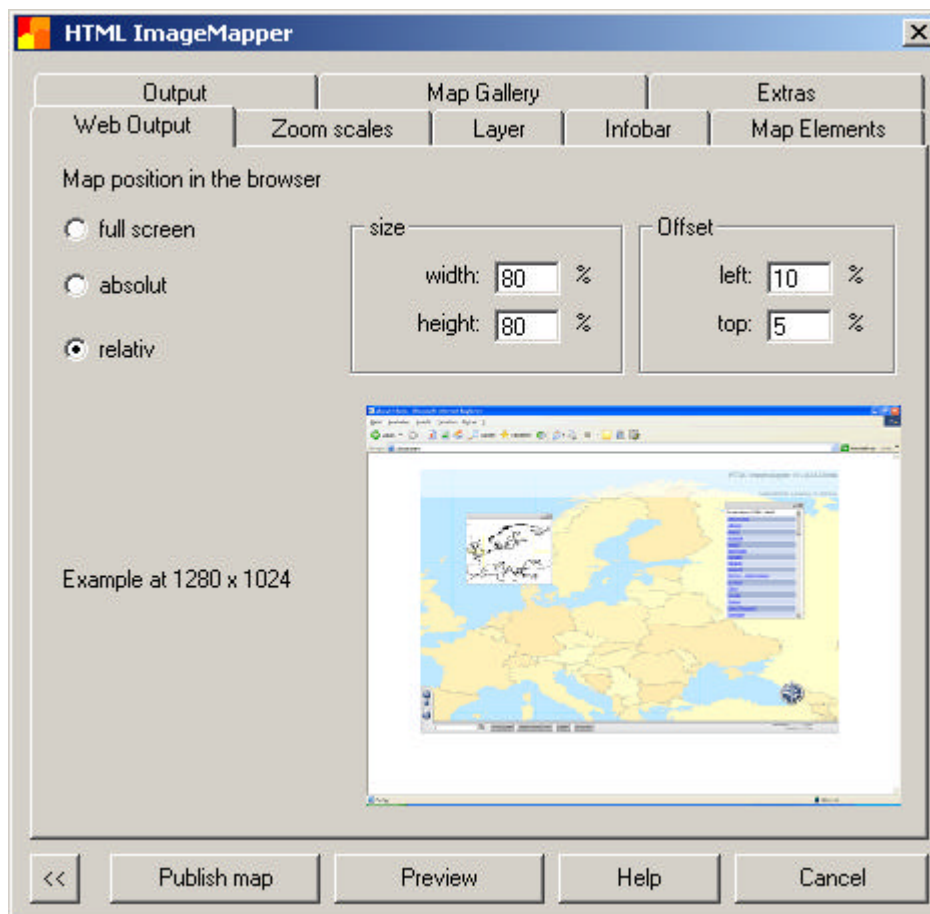 HTML ImageMapper
Output
Map Gallery
Extras
Web Output
Zoom scales
Layer
Infobar
Map Elements
Map position in the browser
full screen
absolut
relativ
size
width: 80 %
height: 80 %
Offset
left: 10 %
top: 5 %
Example at 1280 x 1024
<<
Publish map
Preview
Help
Cancel